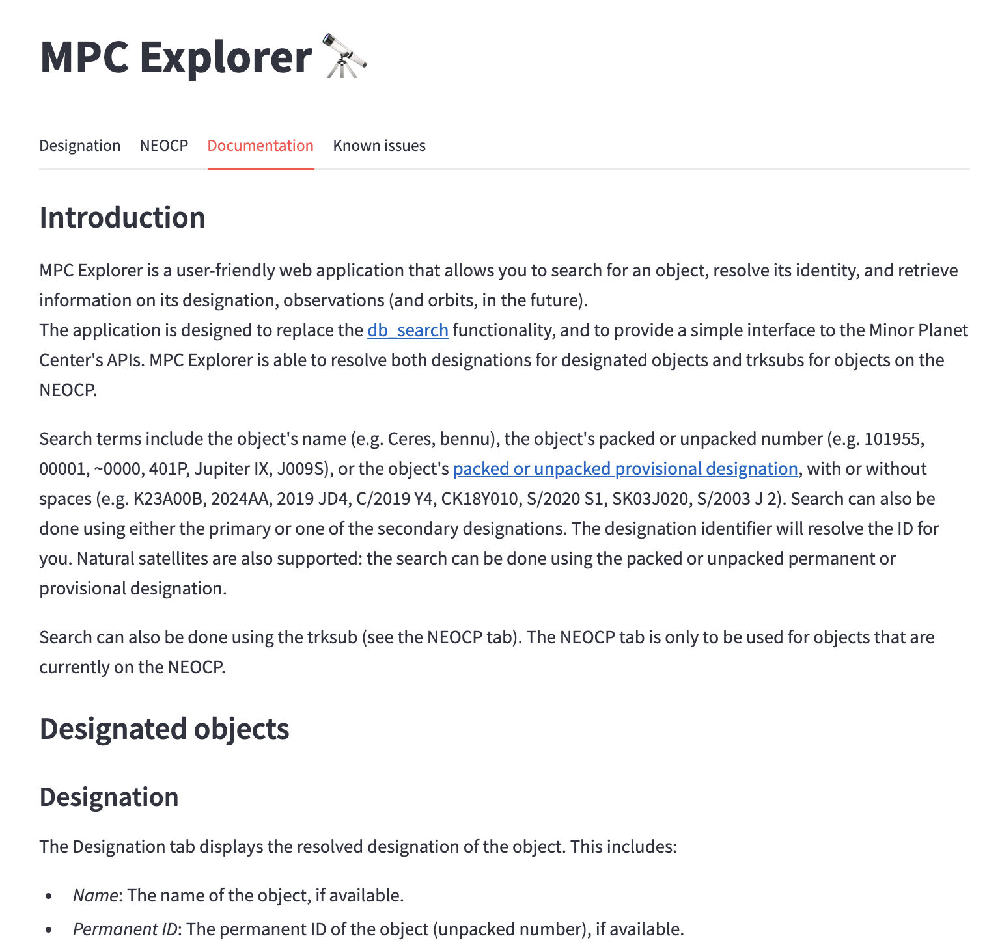 MPC Explorer
Designation NEOCP Documentation Known issues
Introduction
MPC Explorer is a user-friendly web application that allows you to search for an object, resolve its identity, and retrieve
information on its designation, observations (and orbits, in the future).
The application is designed to replace the db_search functionality, and to provide a simple interface to the Minor Planet
Center's APIs. MPC Explorer is able to resolve both designations for designated objects and trksubs for objects on the
NEOCP.
Search terms include the object's name (e.g. Ceres, bennu), the object's packed or unpacked number (e.g. 101955,
00001, ~0000, 401P, Jupiter IX, J009S), or the object's packed or unpacked provisional designation, with or without
spaces (e.g. K23A00B, 2024AA, 2019 JD4, C/2019 Y4, CK18Y010, S/2020 S1, SK03J020, S/2003 J 2). Search can also be
done using either the primary or one of the secondary designations. The designation identifier will resolve the ID for
you. Natural satellites are also supported: the search can be done using the packed or unpacked permanent or
provisional designation.
Search can also be done using the trksub (see the NEOCP tab). The NEOCP tab is only to be used for objects that are
currently on the NEOCP.
Designated objects
Designation
The Designation tab displays the resolved designation of the object. This includes:
• Name: The name of the object, if available.
• Permanent ID: The permanent ID of the object (unpacked number), if available.